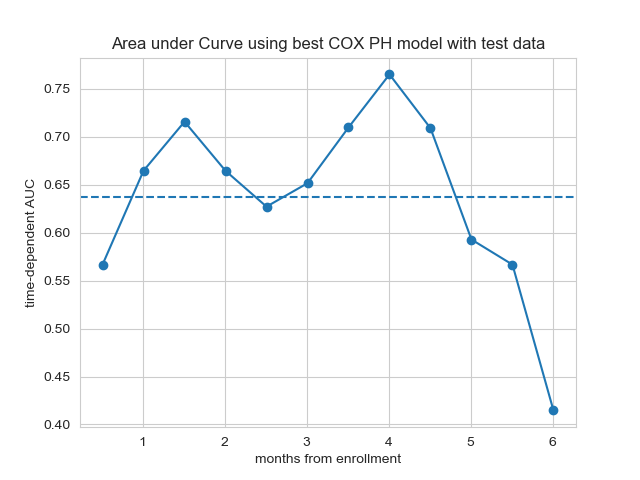 Area under Curve using best COX PH model with test data
time-dependent AUC
0.75
0.70
0.65
0.60
0.55
0.50
0.45
0.40
1 2 3 4 5 6
months from enrollment